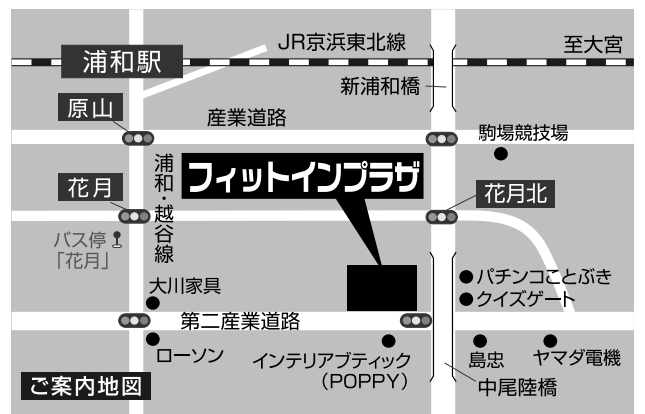 JR京浜東北線
至大宮
浦和駅
新浦和橋
原山
産業道路
駒場競技場
浦和・越谷線
フィットインプラザ
花月
花月北
バス停
「花月」
パチンコことぶき
クイズゲート
大川家具
第二産業道路
ローソン
インテリアブティック
（POPPY）
島忠
ヤマダ電機
中尾陸橋
ご案内地図